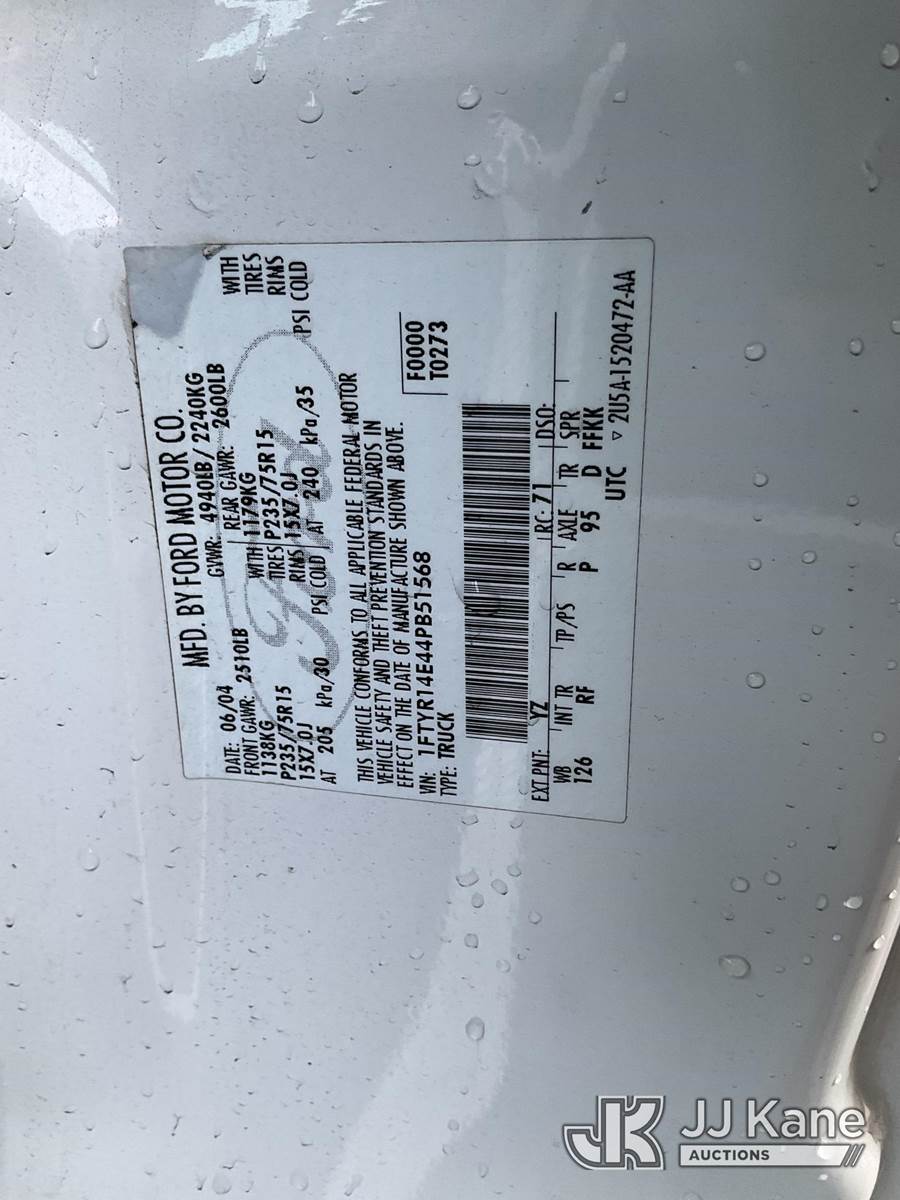 MFD. BY FORD MOTOR CO.
DATE: 06/04 GVWR: 4940LB/ 2240KG
FRONT GAWR: 2510LB REAR GAWR: 2600LB
1138KG WITH 1179KG WITH
P235/75R15 TIRES P235/75R15 TIRES
15X7.0J RIMS 15X7.0J RIMS
AT 205 kPa/30 PSI COLD AT 240 kPa/35 PSI COLD
Ford
THIS VEHICLE CONFORMS TO ALL APPLICABLE FEDERAL MOTOR
VEHICLE SAFETY AND THEFT PREVENTION STANDARDS IN
EFFECT ON THE DATE OF MANUFACTURE SHOWN ABOVE.
VIN: 1FTYR14E44PB51568 F0000
TYPE: TRUCK T0273
EXT PNT: YZ RC: 71 DSO:
WB INT TR TP/PS R AXLE TR SPR
126 RF P 95 D FFKK
UTC ▽ 2U5A-1520472-AA
JK JJ Kane
AUCTIONS